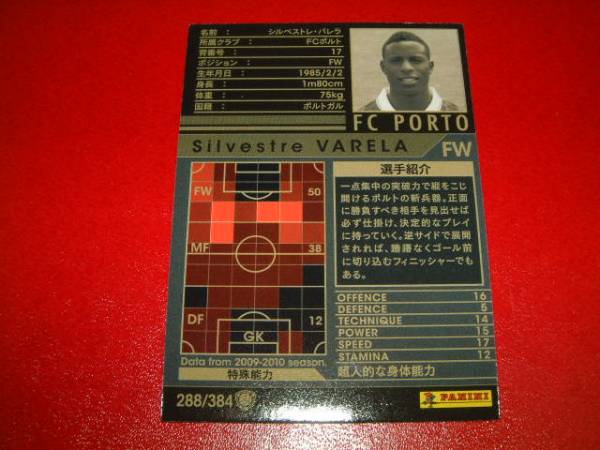 名前 : シルベストレ・バレラ
所属クラブ : FCポルト
背番号 : 17
ポジション : FW
生年月日 : 1985/2/2
身長 : 1m80cm
体重 : 75kg
国籍 : ポルトガル
FC PORTO
Silvestre VARELA
FW
FW 50
MF 38
DF 12
GK
Data from 2009-2010 season.
特殊能力
選手紹介
一点集中の突破力で縦をこじ
開けるポルトの新兵器。正面
に勝負すべき相手を見出せば
必ず仕掛け、決定的なプレイ
に持っていく。逆サイドで展開
されれば、躊躇なくゴール前
に切り込むフィニッシャーでも
ある。
OFFENCE 16
DEFENCE 5
TECHNIQUE 14
POWER 15
SPEED 17
STAMINA 12
超人的な身体能力
288/384
PANINI